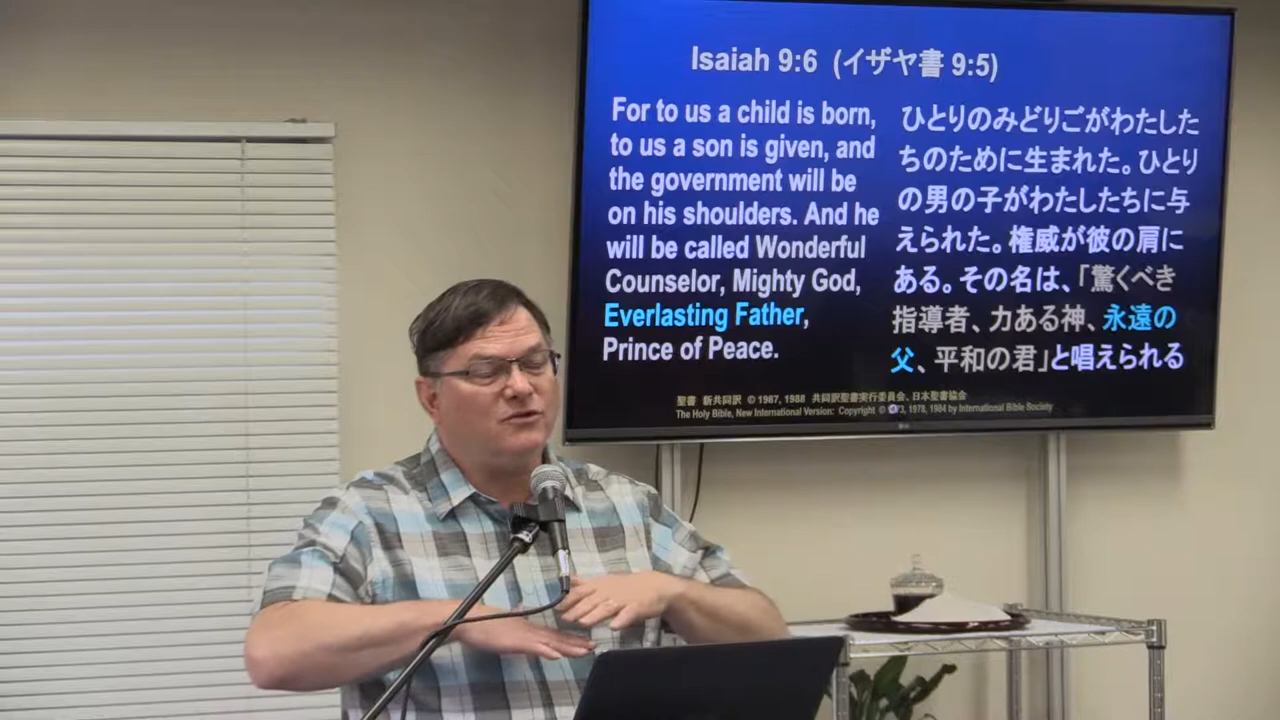 Isaiah 9:6 (イザヤ書 9:5)
For to us a child is born,
to us a son is given, and
the government will be
on his shoulders. And he
will be called Wonderful
Counselor, Mighty God,
Everlasting Father,
Prince of Peace.
ひとりのみどりごがわたした
ちのために生まれた。ひとり
の男の子がわたしたちに与
えられた。権威が彼の肩に
ある。その名は、「驚くべき
指導者、力ある神、永遠の
父、平和の君」と唱えられる
聖書 新共同訳 © 1987, 1988 共同訳聖書実行委員会、日本聖書協会
The Holy Bible, New International Version: Copyright © 1973, 1978, 1984 by International Bible Society
LG